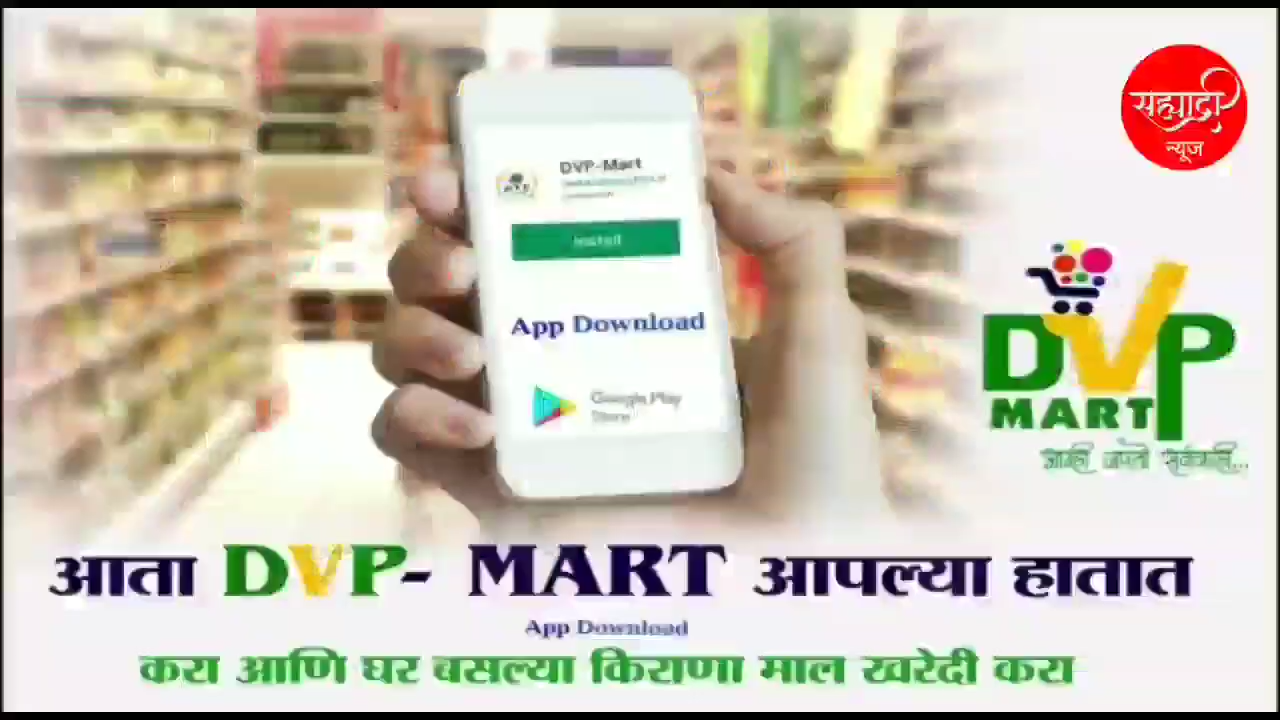 सह्याद्री
न्यूज
DVP-Mart
Install
App Download
Google Play
Store
DVP
MART
आता DVP- MART आपल्या हातात
App Download
करा आणि घर बसल्या किराणा माल खरेदी करा